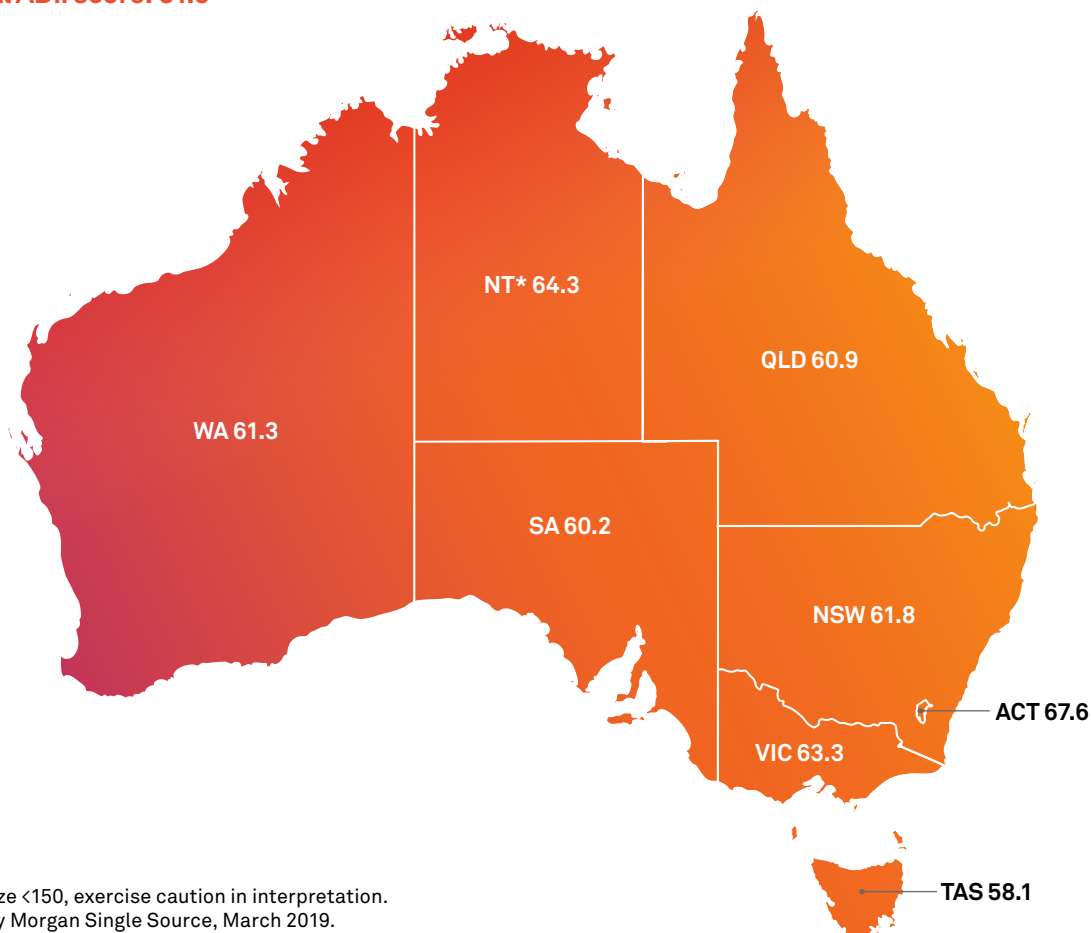 NT* 64.3
QLD 60.9
WA 61.3
SA 60.2
NSW 61.8
ACT 67.6
VIC 63.3
<150, exercise caution in interpretation.
TAS 58.1
Morgan Single Source, March 2019.